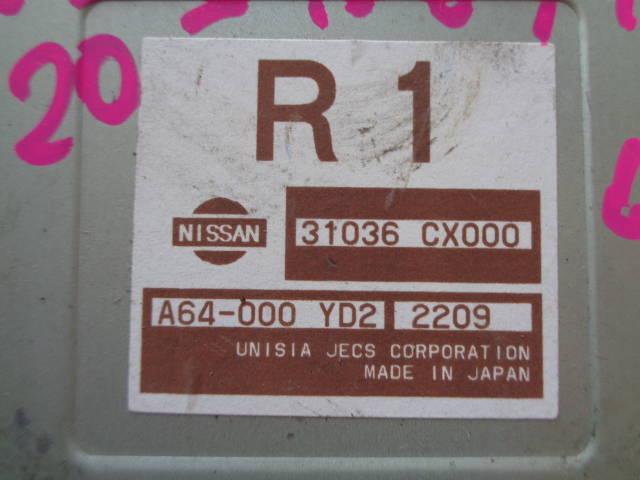 20
R 1
NISSAN
31036 CX000
A64-000 YD2 2209
UNISIA JECS CORPORATION
MADE IN JAPAN